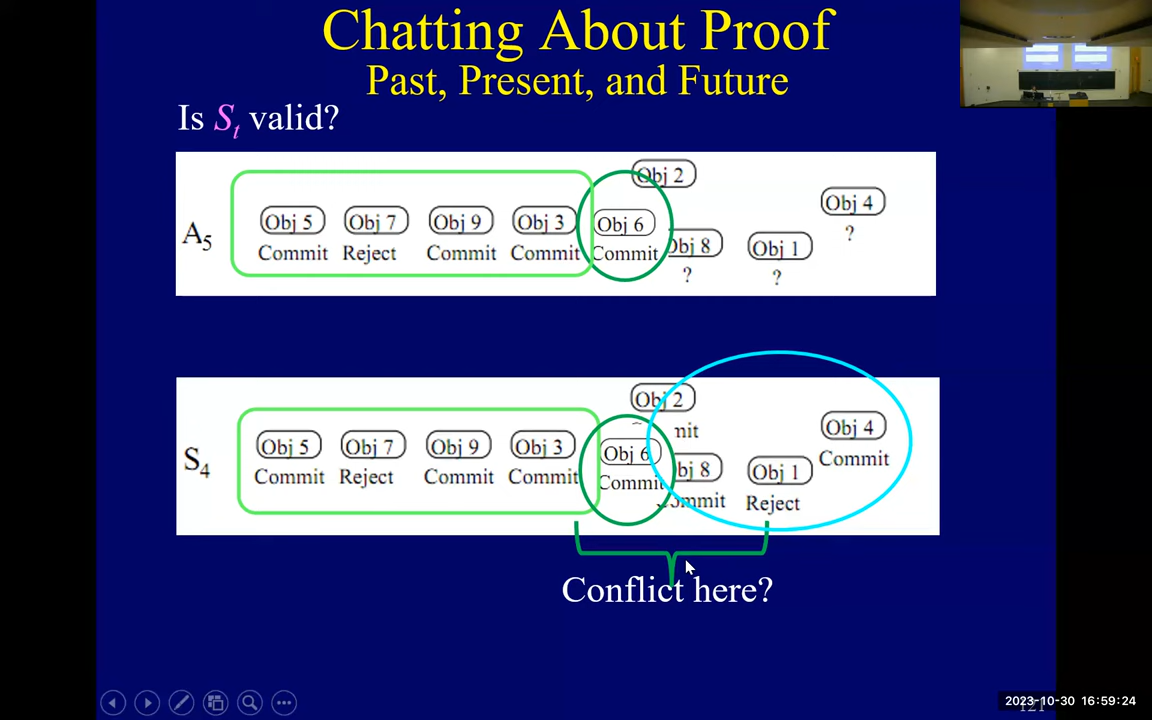 Chatting About Proof
Past, Present, and Future
Is St valid?
Obj 2
Obj 5 Obj 7 Obj 9 Obj 3 Obj 6 Obj 4
A5
Obj 8 Obj 1
Commit Reject Commit Commit Commit ?
? ?
Obj 2
Obj 5 Obj 7 Obj 9 Obj 3 Obj 6 Obj 4
S4
Obj 1
Commit Reject Commit Commit Commit Commit
Reject
Conflict here?
2023-10-30 16:59:24